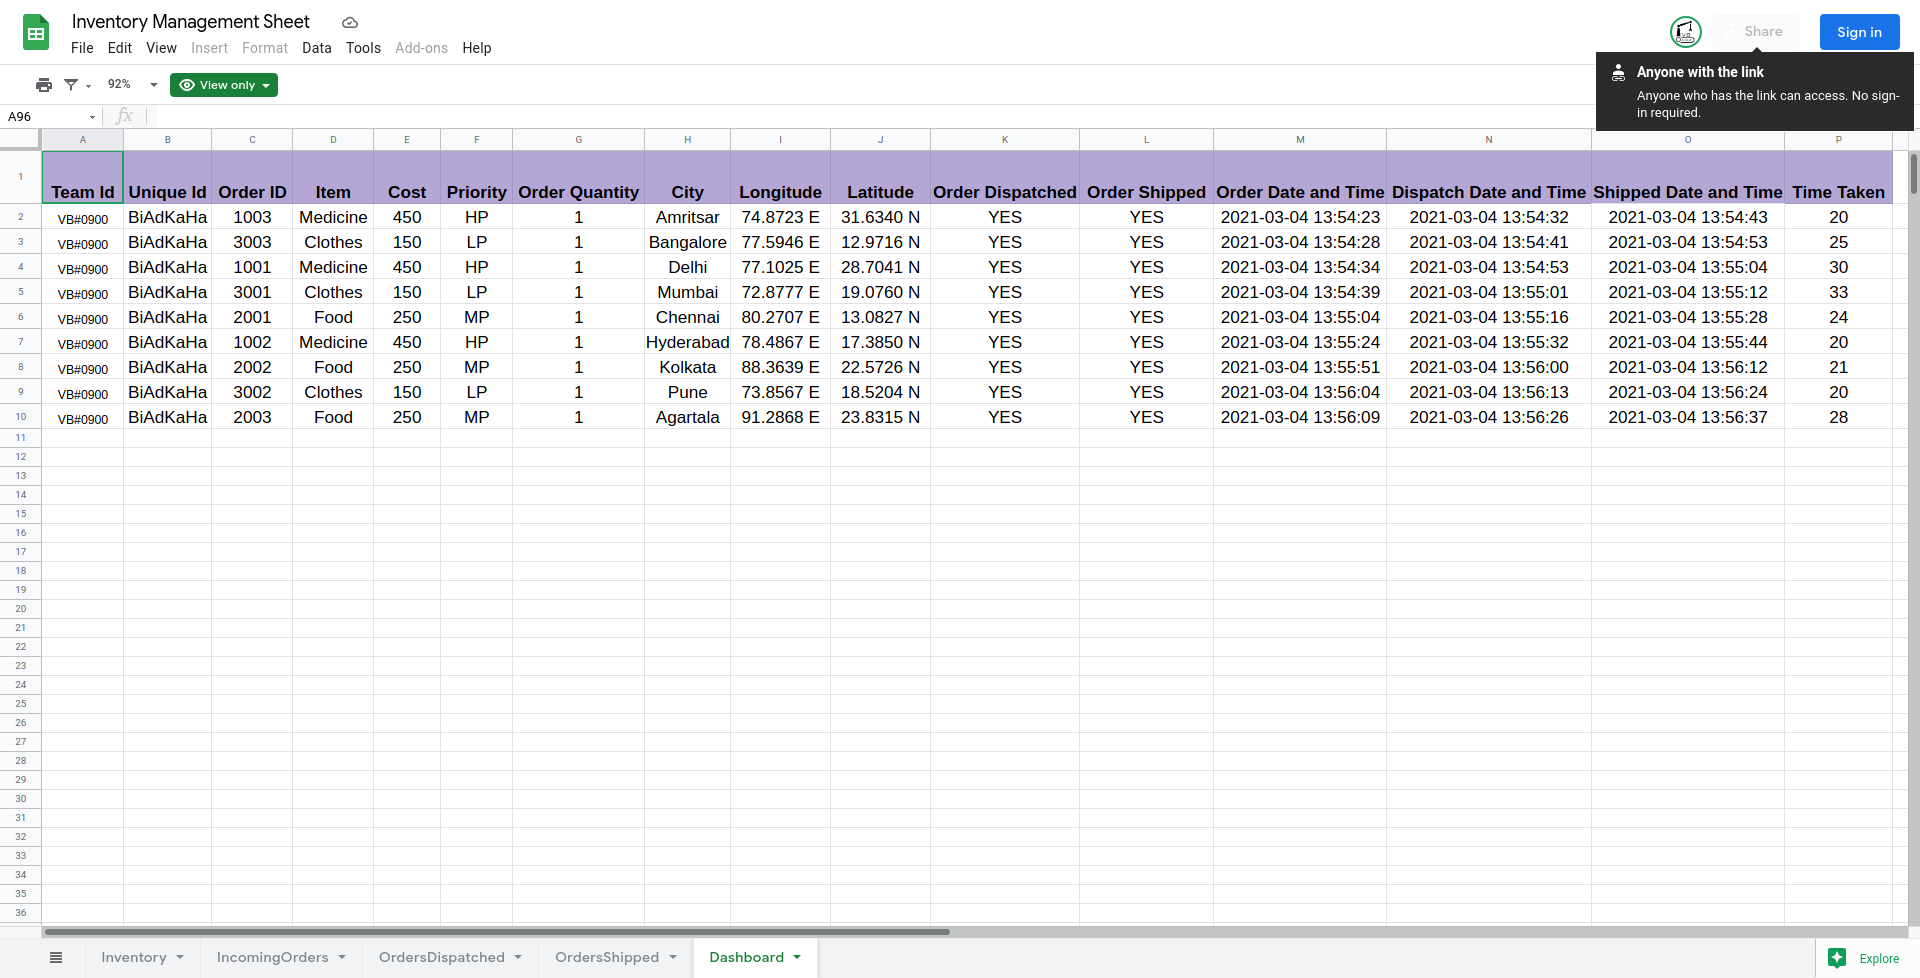 Inventory Management Sheet
File Edit View Insert Format Data Tools Add-ons Help
Share
Sign in
92% View only
Anyone with the link
Anyone who has the link can access. No sign-
in required.
A96 fx
A B C D E F G H I J K L M N O P
1 Team Id Unique Id Order ID Item Cost Priority Order Quantity City Longitude Latitude Order Dispatched Order Shipped Order Date and Time Dispatch Date and Time Shipped Date and Time Time Taken
2 VB#0900 BiAdKaHa 1003 Medicine 450 HP 1 Amritsar 74.8723 E 31.6340 N YES YES 2021-03-04 13:54:23 2021-03-04 13:54:32 2021-03-04 13:54:43 20
3 VB#0900 BiAdKaHa 3003 Clothes 150 LP 1 Bangalore 77.5946 E 12.9716 N YES YES 2021-03-04 13:54:28 2021-03-04 13:54:41 2021-03-04 13:54:53 25
4 VB#0900 BiAdKaHa 1001 Medicine 450 HP 1 Delhi 77.1025 E 28.7041 N YES YES 2021-03-04 13:54:34 2021-03-04 13:54:53 2021-03-04 13:55:04 30
5 VB#0900 BiAdKaHa 3001 Clothes 150 LP 1 Mumbai 72.8777 E 19.0760 N YES YES 2021-03-04 13:54:39 2021-03-04 13:55:01 2021-03-04 13:55:12 33
6 VB#0900 BiAdKaHa 2001 Food 250 MP 1 Chennai 80.2707 E 13.0827 N YES YES 2021-03-04 13:55:04 2021-03-04 13:55:16 2021-03-04 13:55:28 24
7 VB#0900 BiAdKaHa 1002 Medicine 450 HP 1 Hyderabad 78.4867 E 17.3850 N YES YES 2021-03-04 13:55:24 2021-03-04 13:55:32 2021-03-04 13:55:44 20
8 VB#0900 BiAdKaHa 2002 Food 250 MP 1 Kolkata 88.3639 E 22.5726 N YES YES 2021-03-04 13:55:51 2021-03-04 13:56:00 2021-03-04 13:56:12 21
9 VB#0900 BiAdKaHa 3002 Clothes 150 LP 1 Pune 73.8567 E 18.5204 N YES YES 2021-03-04 13:56:04 2021-03-04 13:56:13 2021-03-04 13:56:24 20
10 VB#0900 BiAdKaHa 2003 Food 250 MP 1 Agartala 91.2868 E 23.8315 N YES YES 2021-03-04 13:56:09 2021-03-04 13:56:26 2021-03-04 13:56:37 28
11
12
13
14
15
16
17
18
19
20
21
22
23
24
25
26
27
28
29
30
31
32
33
34
35
36
Inventory IncomingOrders OrdersDispatched OrdersShipped Dashboard Explore